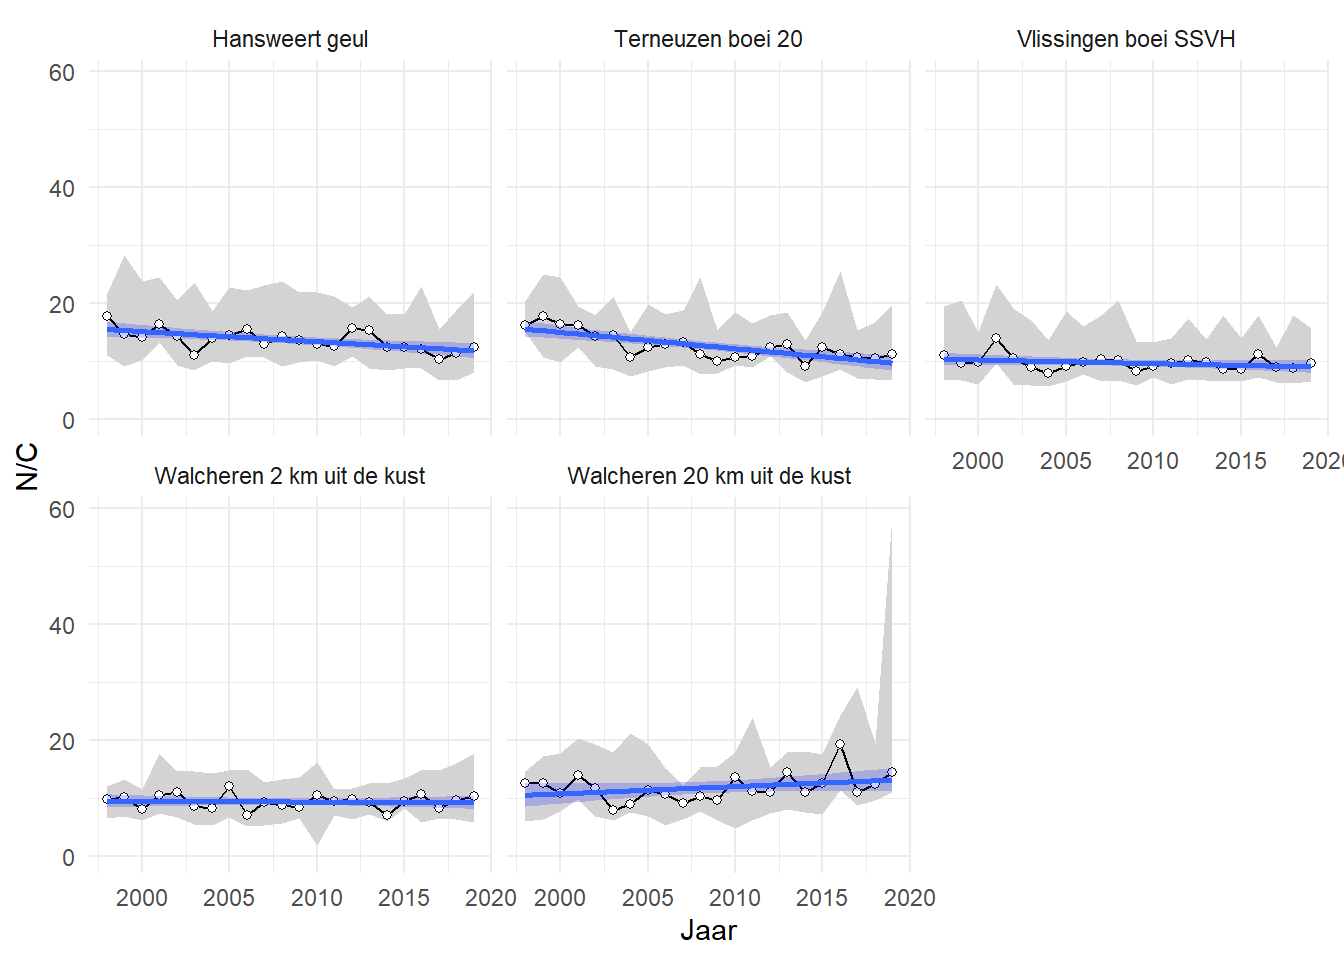 Hansweert geul
Terneuzen boei 20
Vlissingen boei SSVH
60
40
20
0
2000 2005 2010 2015 2020
N/C
Walcheren 2 km uit de kust
Walcheren 20 km uit de kust
60
40
20
0
2000 2005 2010 2015 2020
2000 2005 2010 2015 2020
Jaar